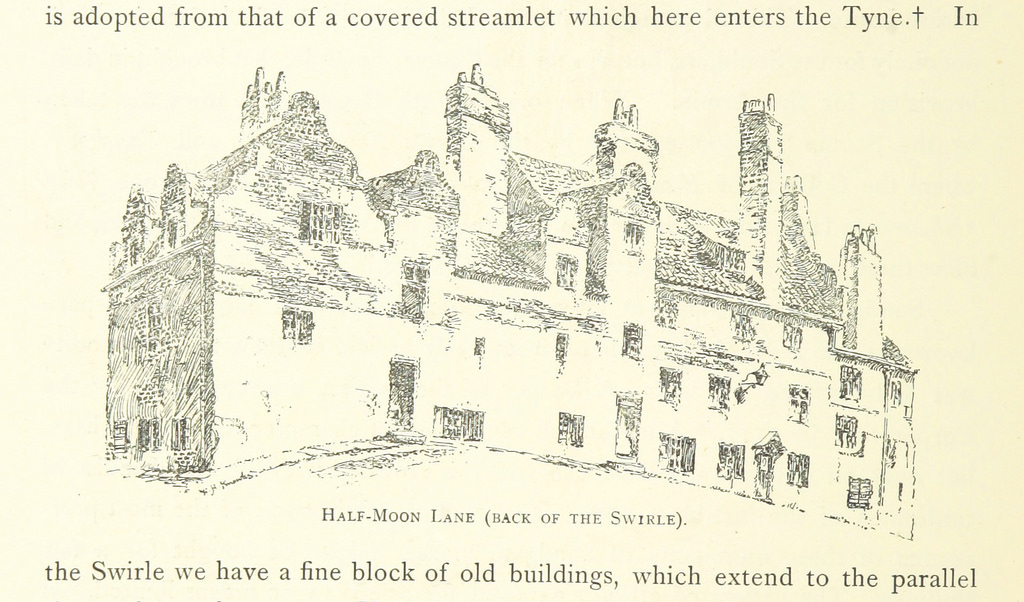 is adopted from that of a covered streamlet which here enters the Tyne.† In
HALF-MOON LANE (BACK OF THE SWIRLE).
the Swirle we have a fine block of old buildings, which extend to the parallel